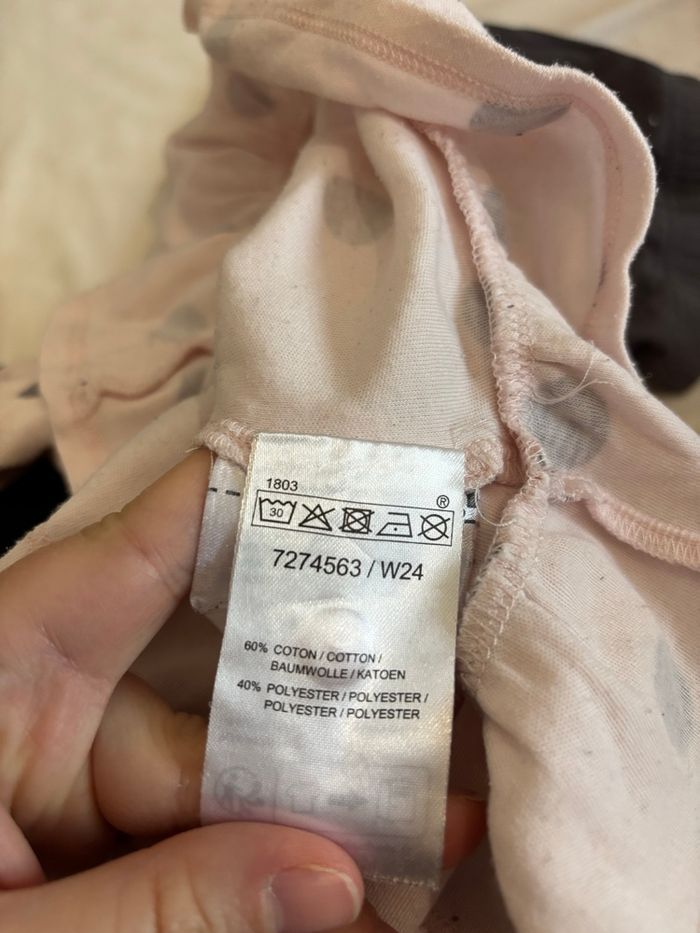 1803
®
30
7274563 / W24
60% COTON / COTTON /
BAUMWOLLE / KATOEN
40% POLYESTER / POLYESTER /
POLYESTER / POLYESTER